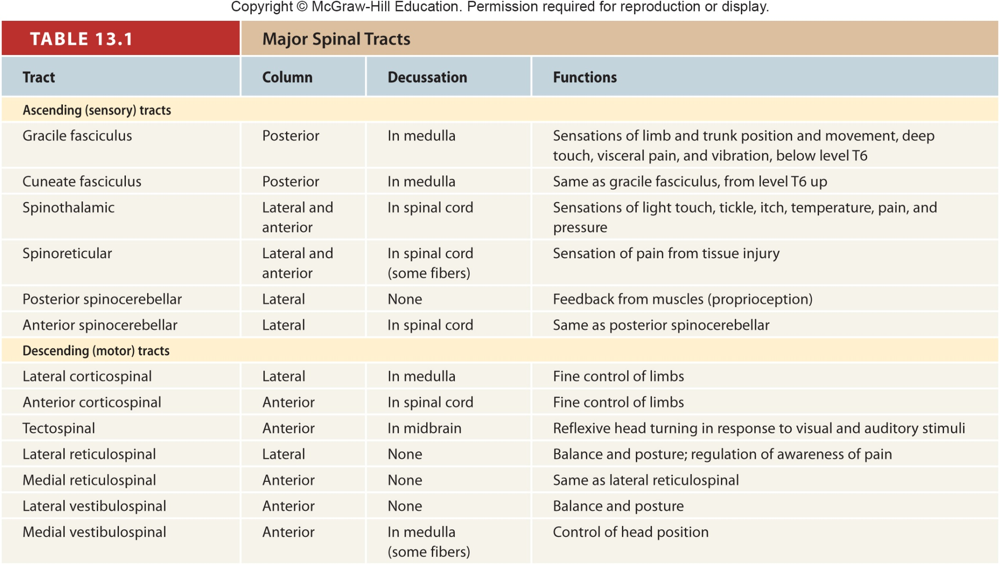 Copyright © McGraw-Hill Education. Permission required for reproduction or display.
TABLE 13.1 Major Spinal Tracts
Tract Column Decussation Functions
Ascending (sensory) tracts
Gracile fasciculus Posterior In medulla Sensations of limb and trunk position and movement, deep
touch, visceral pain, and vibration, below level T6
Cuneate fasciculus Posterior In medulla Same as gracile fasciculus, from level T6 up
Spinothalamic Lateral and In spinal cord Sensations of light touch, tickle, itch, temperature, pain, and
anterior pressure
Spinoreticular Lateral and In spinal cord Sensation of pain from tissue injury
anterior (some fibers)
Posterior spinocerebellar Lateral None Feedback from muscles (proprioception)
Anterior spinocerebellar Lateral In spinal cord Same as posterior spinocerebellar
Descending (motor) tracts
Lateral corticospinal Lateral In medulla Fine control of limbs
Anterior corticospinal Anterior In spinal cord Fine control of limbs
Tectospinal Anterior In midbrain Reflexive head turning in response to visual and auditory stimuli
Lateral reticulospinal Lateral None Balance and posture; regulation of awareness of pain
Medial reticulospinal Anterior None Same as lateral reticulospinal
Lateral vestibulospinal Anterior None Balance and posture
Medial vestibulospinal Anterior In medulla Control of head position
(some fibers)